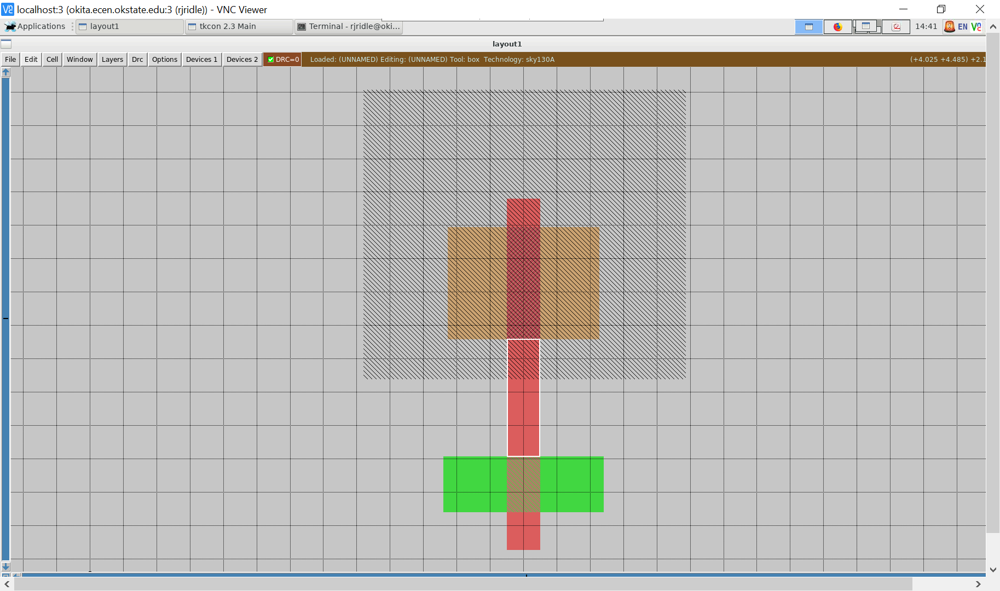 localhost:3 (okita.ecen.okstate.edu:3 (rjridle)) - VNC Viewer
Applications layout1 tkcon 2.3 Main Terminal - rjridle@oki... 14:41 EN
layout1
File Edit Cell Window Layers Drc Options Devices 1 Devices 2 DRC=0 Loaded: (UNNAMED) Editing: (UNNAMED) Tool: box Technology: sky130A (+4.025 +4.485) +2.1